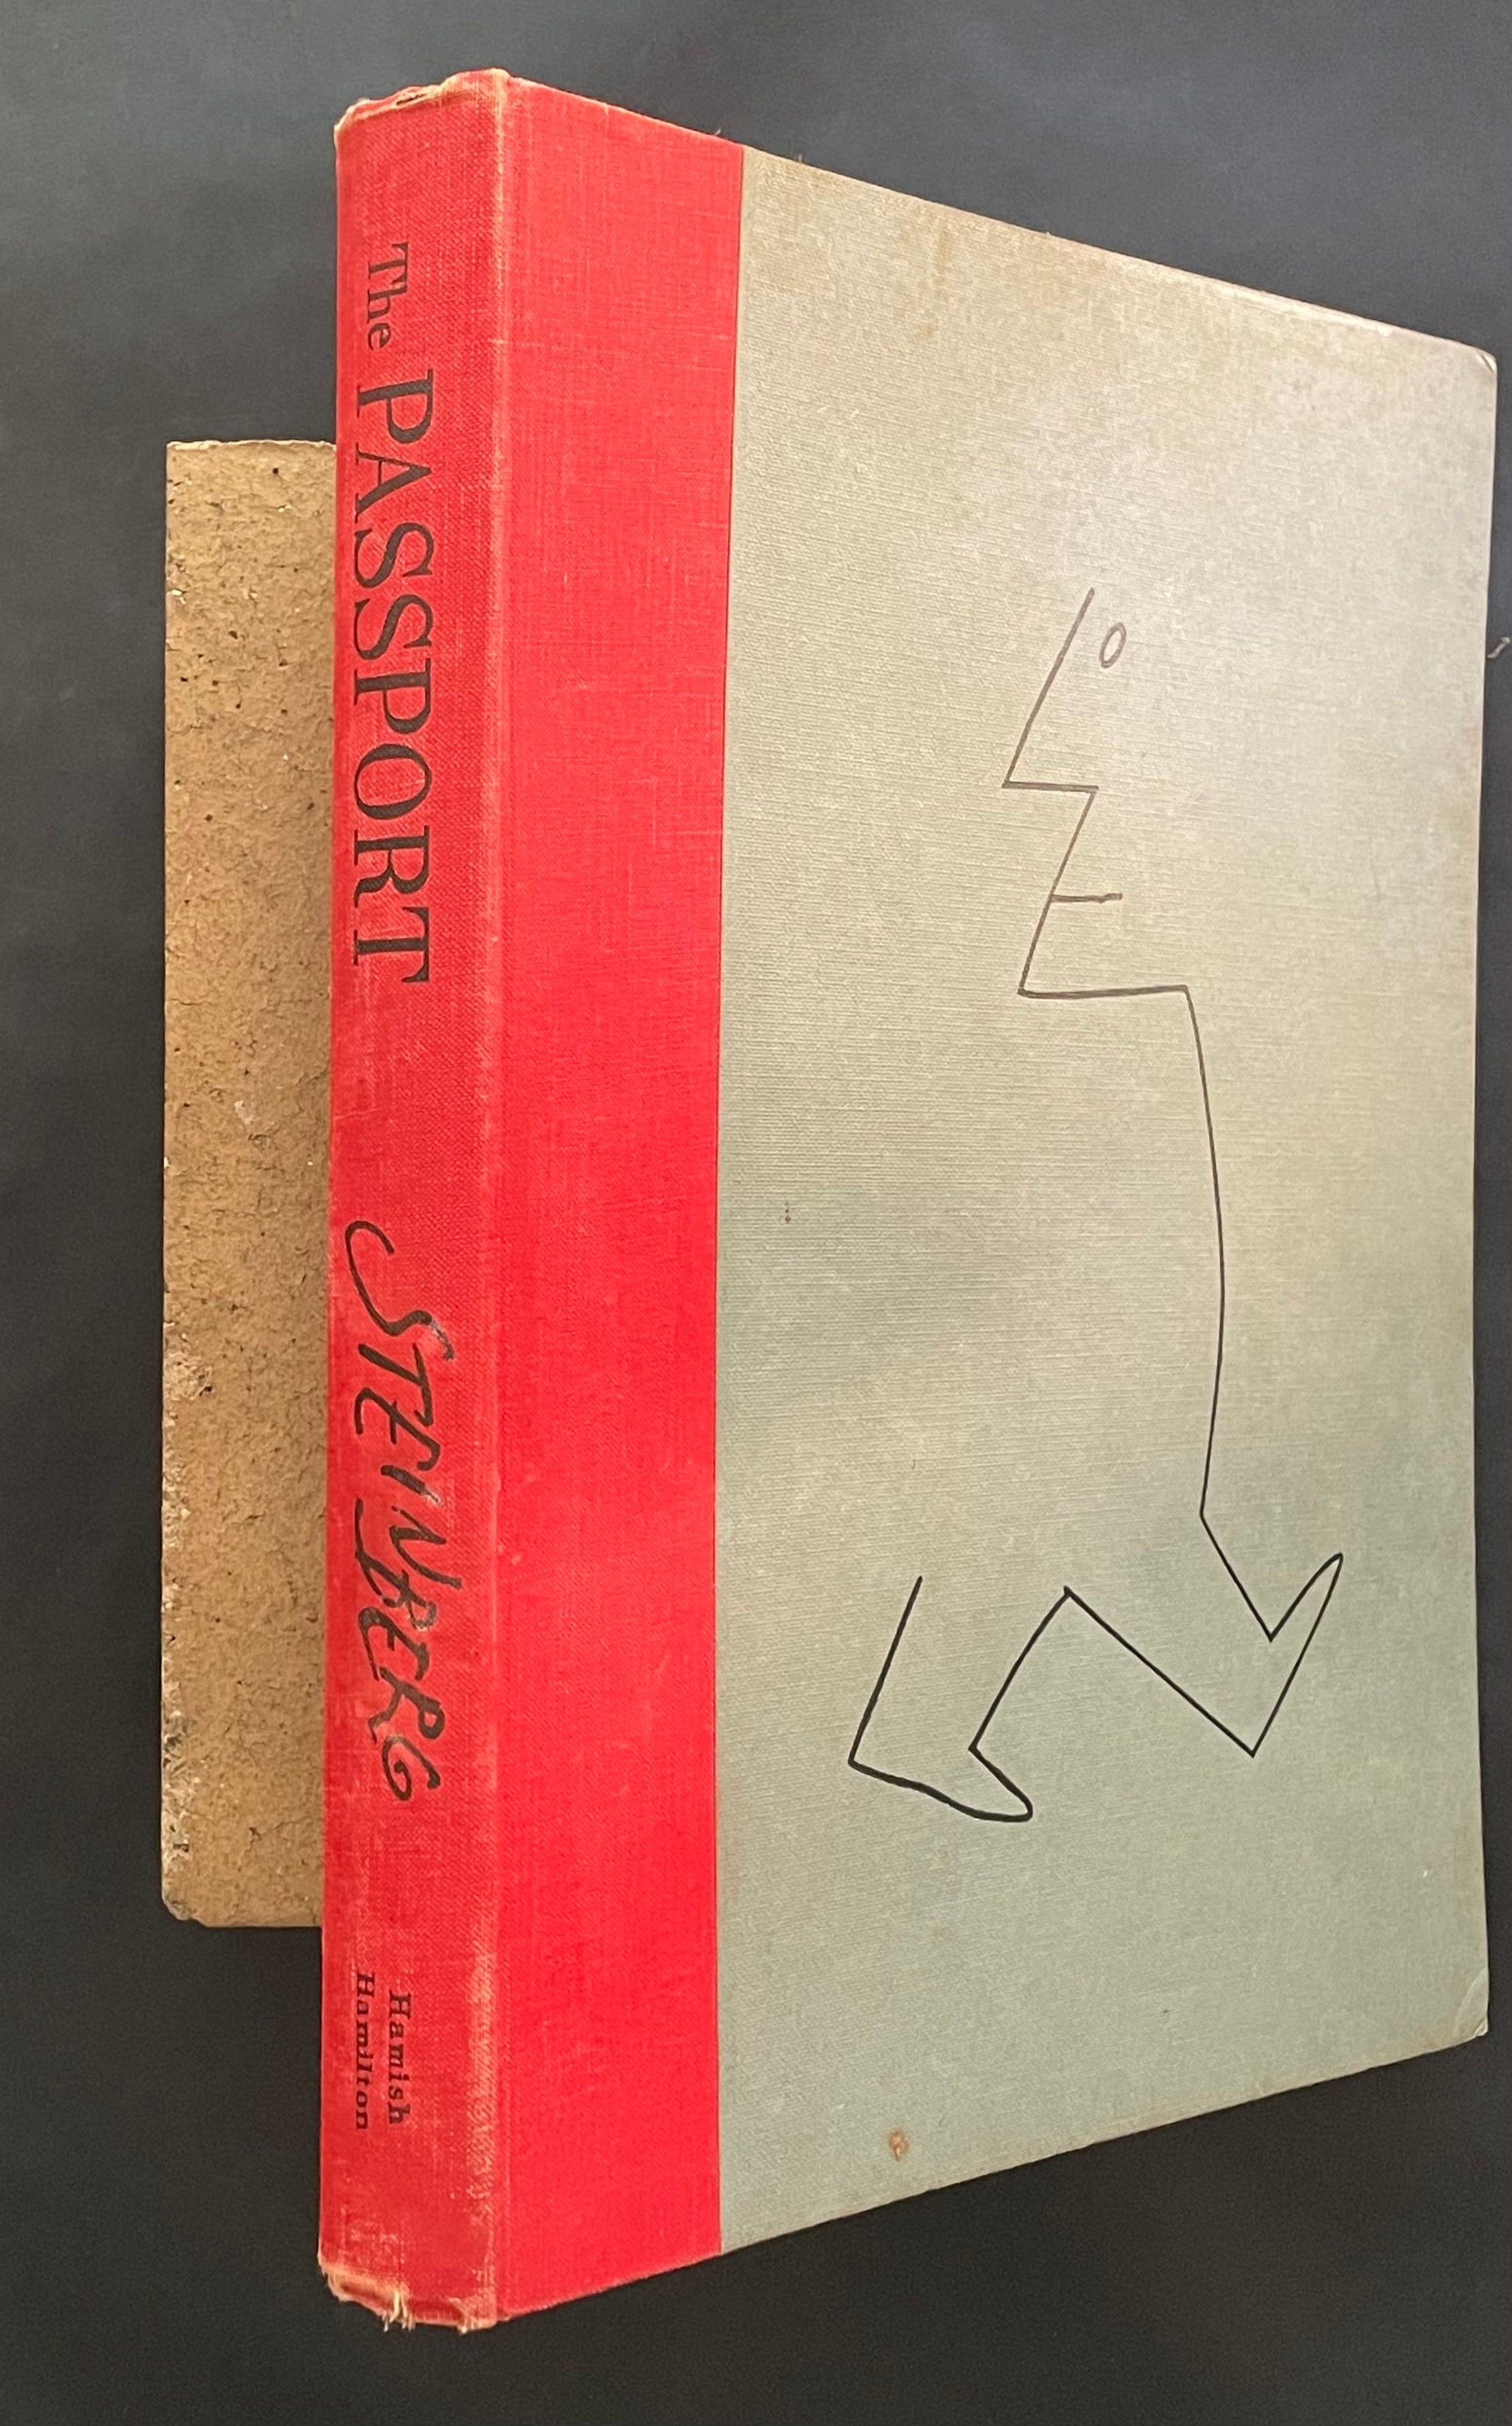 The PASSPORT
STEINBERG
Hamish
Hamilton